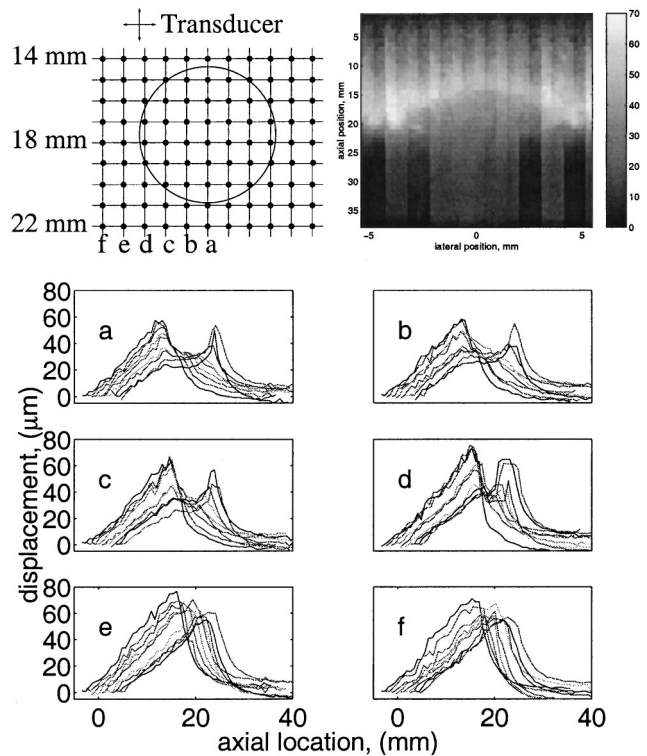 Transducer
14 mm
18 mm
22 mm
f e d c b a
axial position, mm
5
10
15
20
25
30
35
-5 0 5
lateral position, mm
70
60
50
40
30
20
10
0
displacement, (μm)
80
60
40
20
0
a
b
80
60
40
20
0
c
d
80
60
40
20
0
e
f
0 20 40
0 20 40
axial location, (mm)